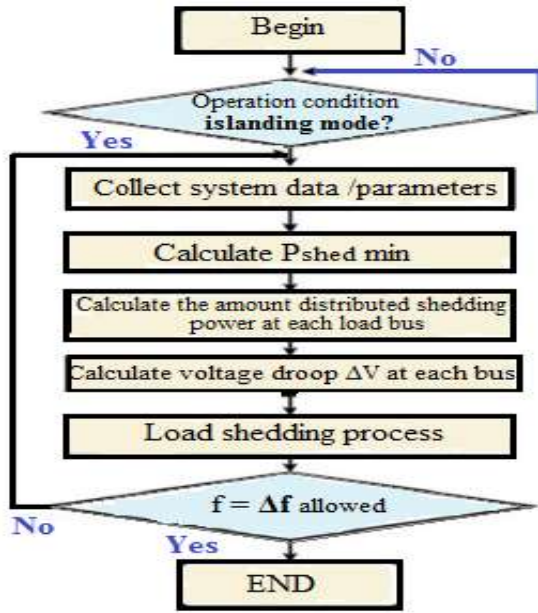 Begin
No
Operation condition
islanding mode?
Yes
Collect system data /parameters
Calculate Pshed min
Calculate the amount distributed shedding
power at each load bus
Calculate voltage droop ΔV at each bus
Load shedding process
f = Δf allowed
No
Yes
END